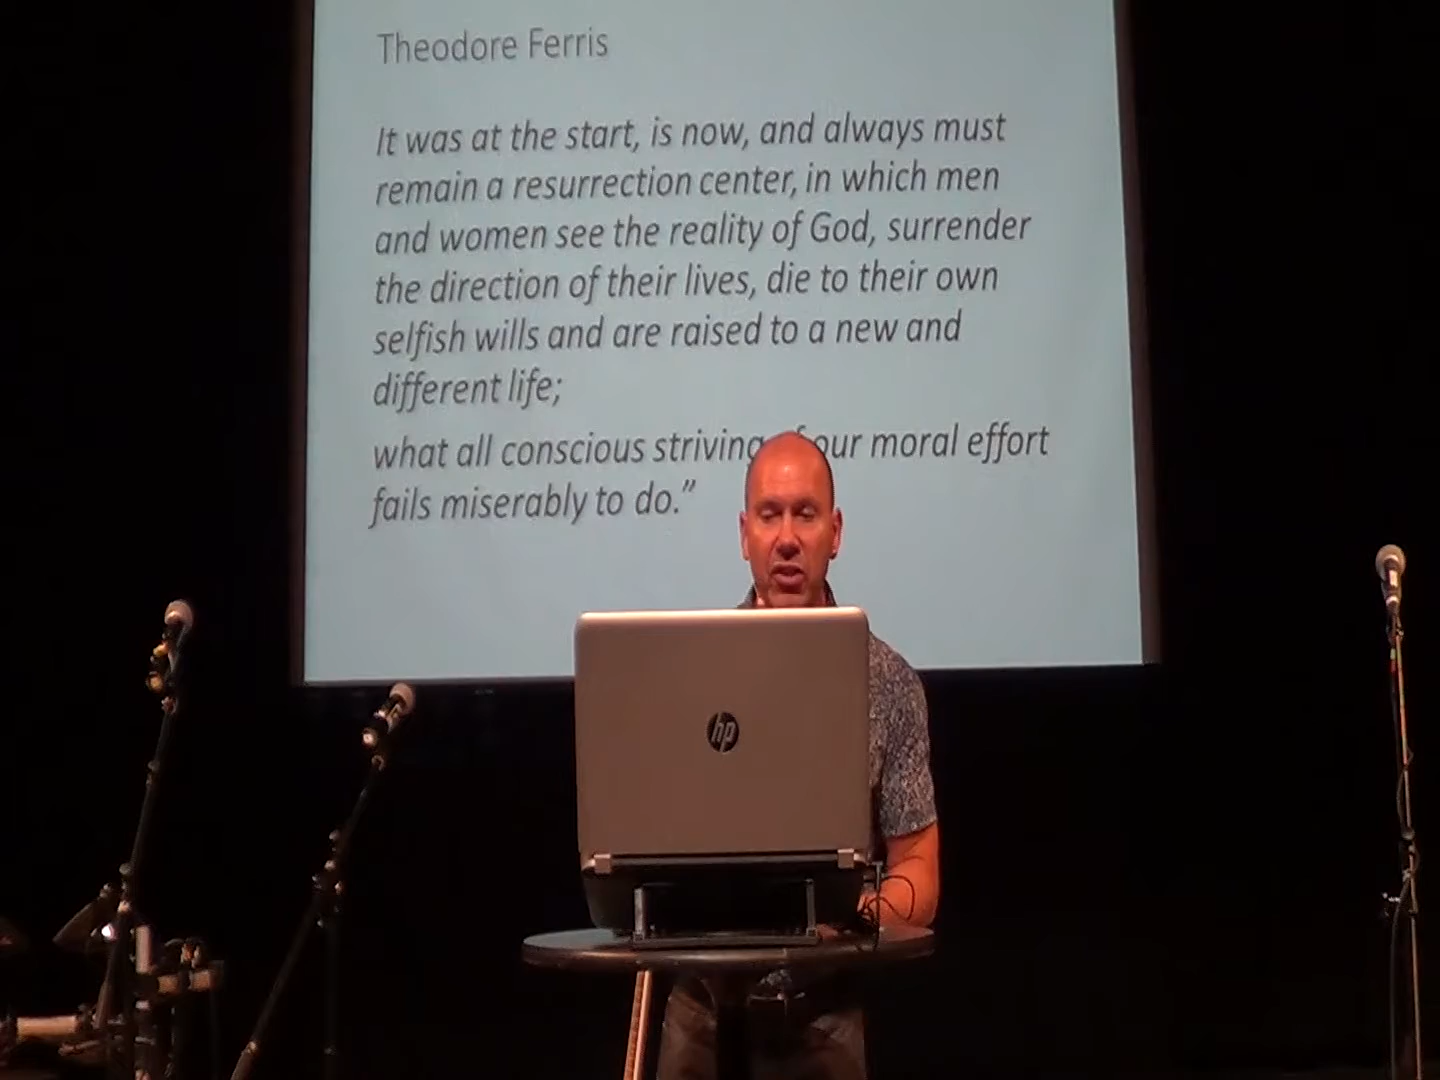 Theodore Ferris
It was at the start, is now, and always must
remain a resurrection center, in which men
and women see the reality of God, surrender
the direction of their lives, die to their own
selfish wills and are raised to a new and
different life;
what all conscious striving our moral effort
fails miserably to do.”
hp